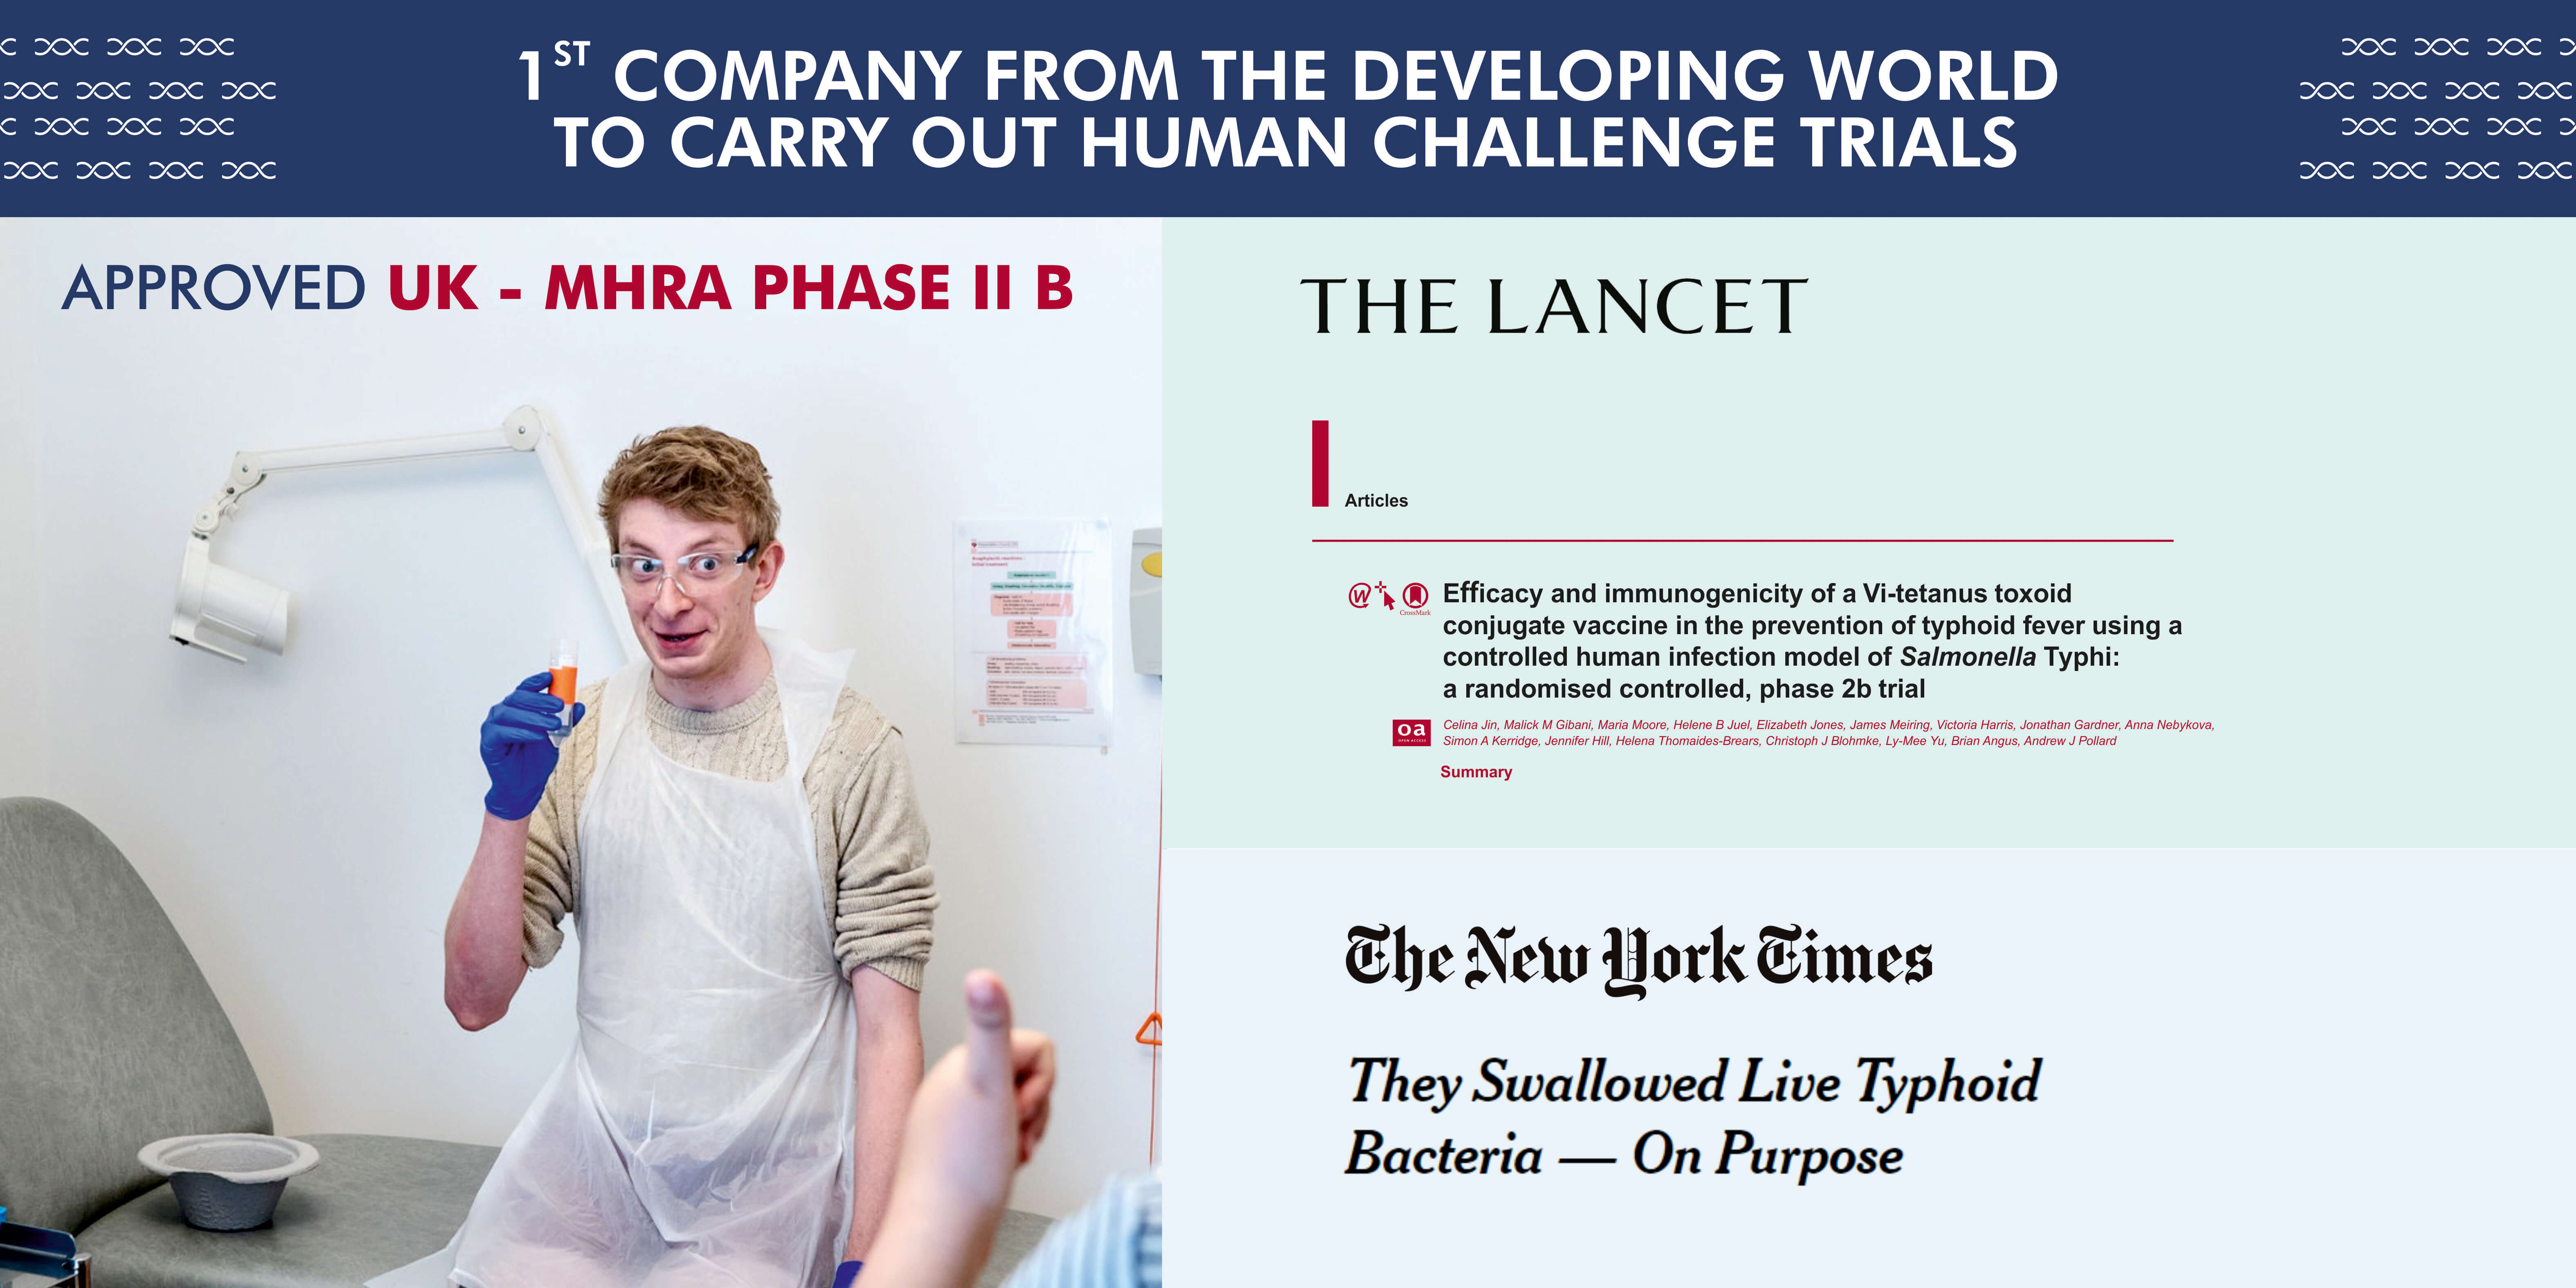 1ST COMPANY FROM THE DEVELOPING WORLD
TO CARRY OUT HUMAN CHALLENGE TRIALS
APPROVED UK - MHRA PHASE II B
THE LANCET
Articles
CrossMark
Efficacy and immunogenicity of a Vi-tetanus toxoid
conjugate vaccine in the prevention of typhoid fever using a
controlled human infection model of Salmonella Typhi:
a randomised controlled, phase 2b trial
oa
OPEN ACCESS
Celina Jin, Malick M Gibani, Maria Moore, Helene B Juel, Elizabeth Jones, James Meiring, Victoria Harris, Jonathan Gardner, Anna Nebykova,
Simon A Kerridge, Jennifer Hill, Helena Thomaides-Brears, Christoph J Blohmke, Ly-Mee Yu, Brian Angus, Andrew J Pollard
Summary
The New York Times
They Swallowed Live Typhoid
Bacteria — On Purpose